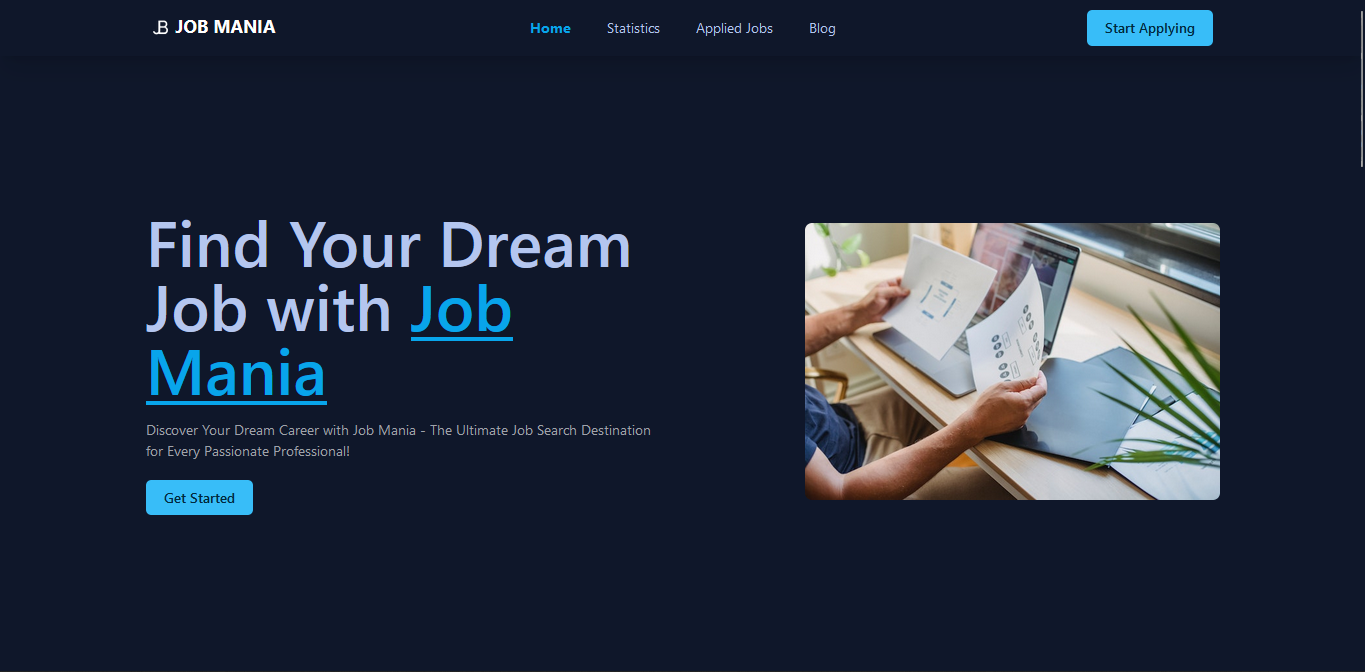 JB JOB MANIA
Home
Statistics
Applied Jobs
Blog
Start Applying
Find Your Dream
Job with Job
Mania
Discover Your Dream Career with Job Mania - The Ultimate Job Search Destination
for Every Passionate Professional!
Get Started